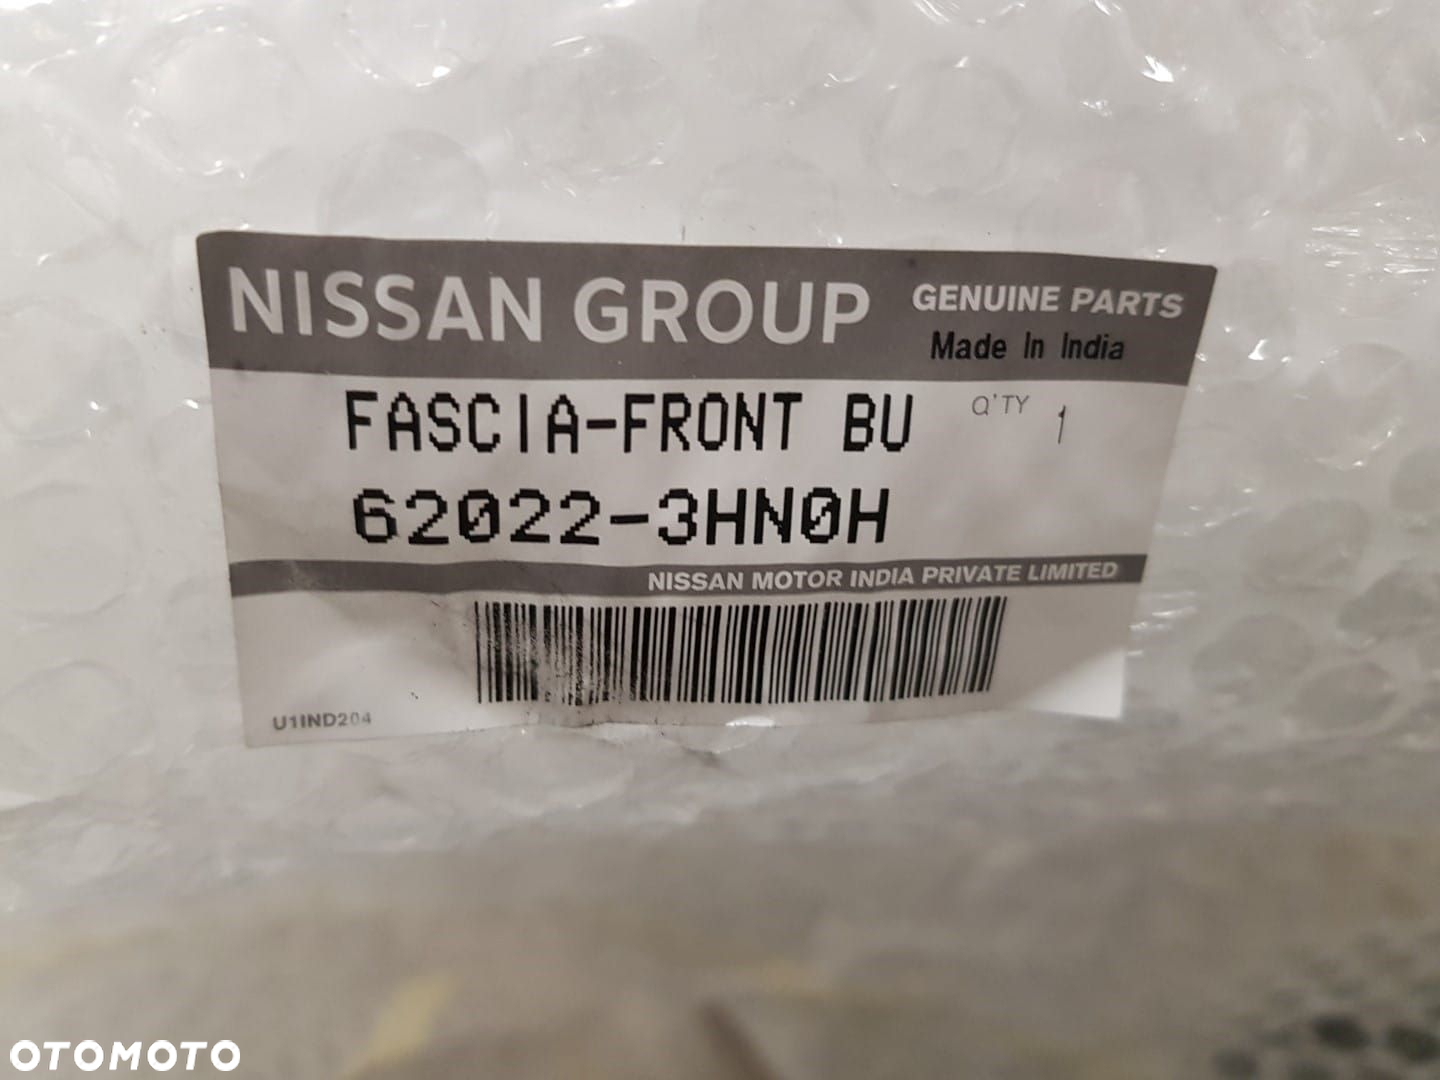 NISSAN GROUP
GENUINE PARTS
Made In India
FASCIA-FRONT BU
Q'TY 1
62022-3HN0H
NISSAN MOTOR INDIA PRIVATE LIMITED
U1IND204
OTOMOTO